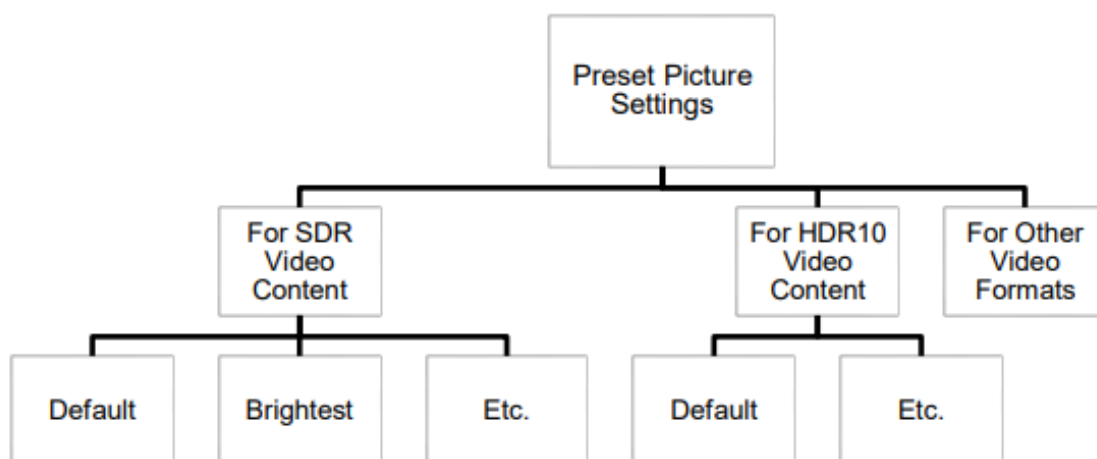 Preset Picture
Settings
For SDR
Video
Content
For HDR10
Video
Content
For Other
Video
Formats
Default
Brightest
Etc.
Default
Etc.